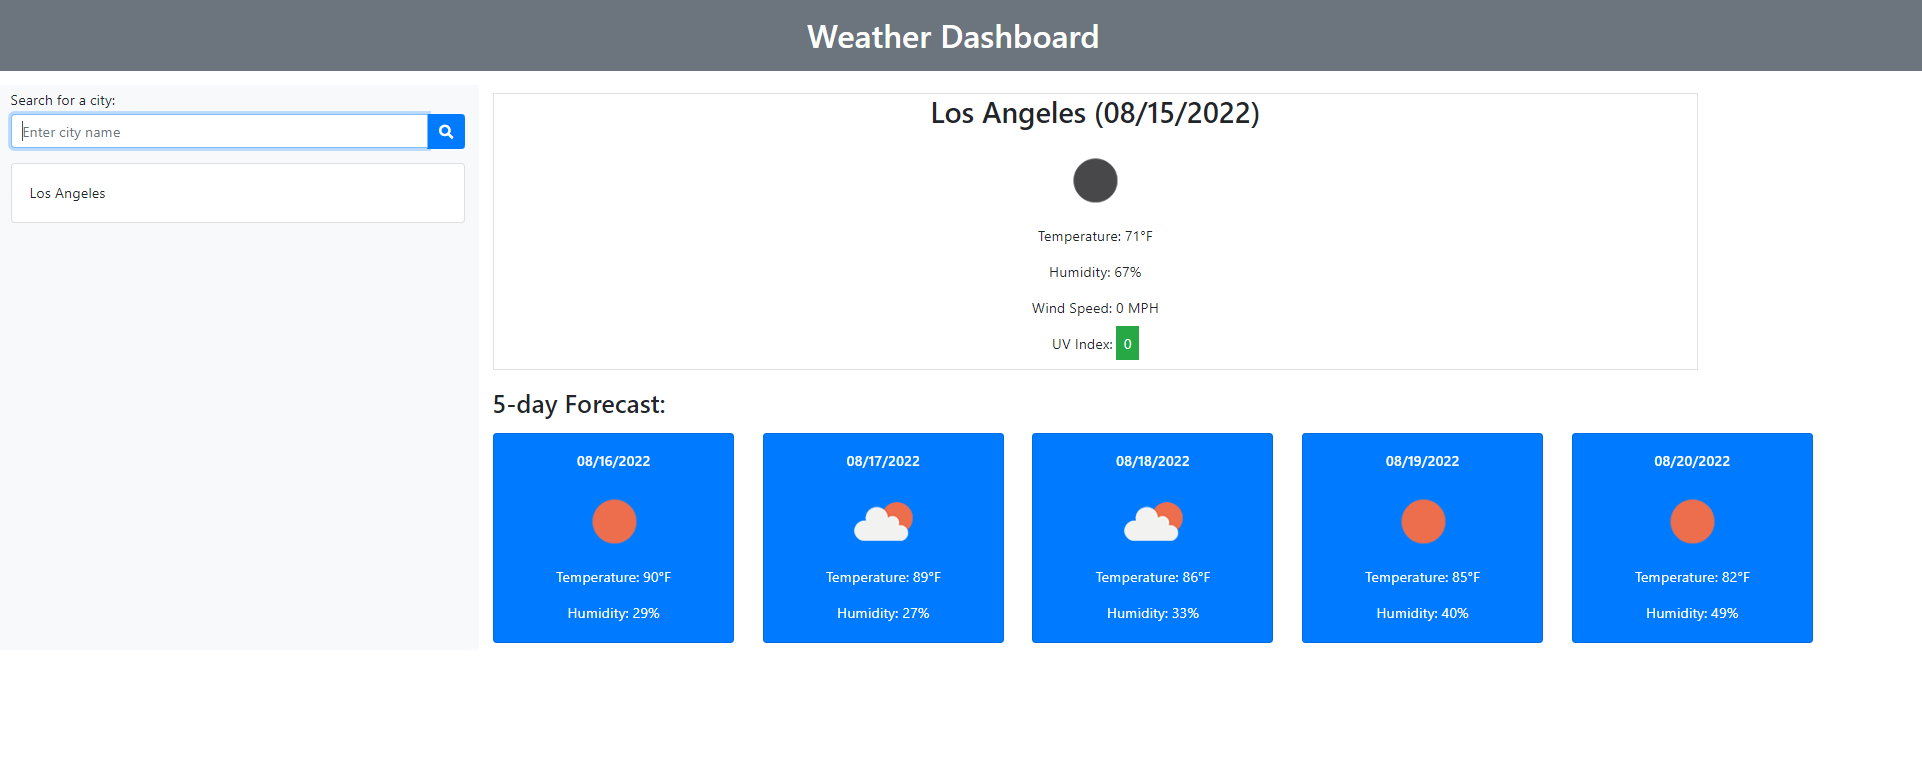 Weather Dashboard
Search for a city:
Enter city name
Los Angeles
Los Angeles (08/15/2022)
Temperature: 71°F
Humidity: 67%
Wind Speed: 0 MPH
UV Index: 0
5-day Forecast:
08/16/2022
Temperature: 90°F
Humidity: 29%
08/17/2022
Temperature: 89°F
Humidity: 27%
08/18/2022
Temperature: 86°F
Humidity: 33%
08/19/2022
Temperature: 85°F
Humidity: 40%
08/20/2022
Temperature: 82°F
Humidity: 49%